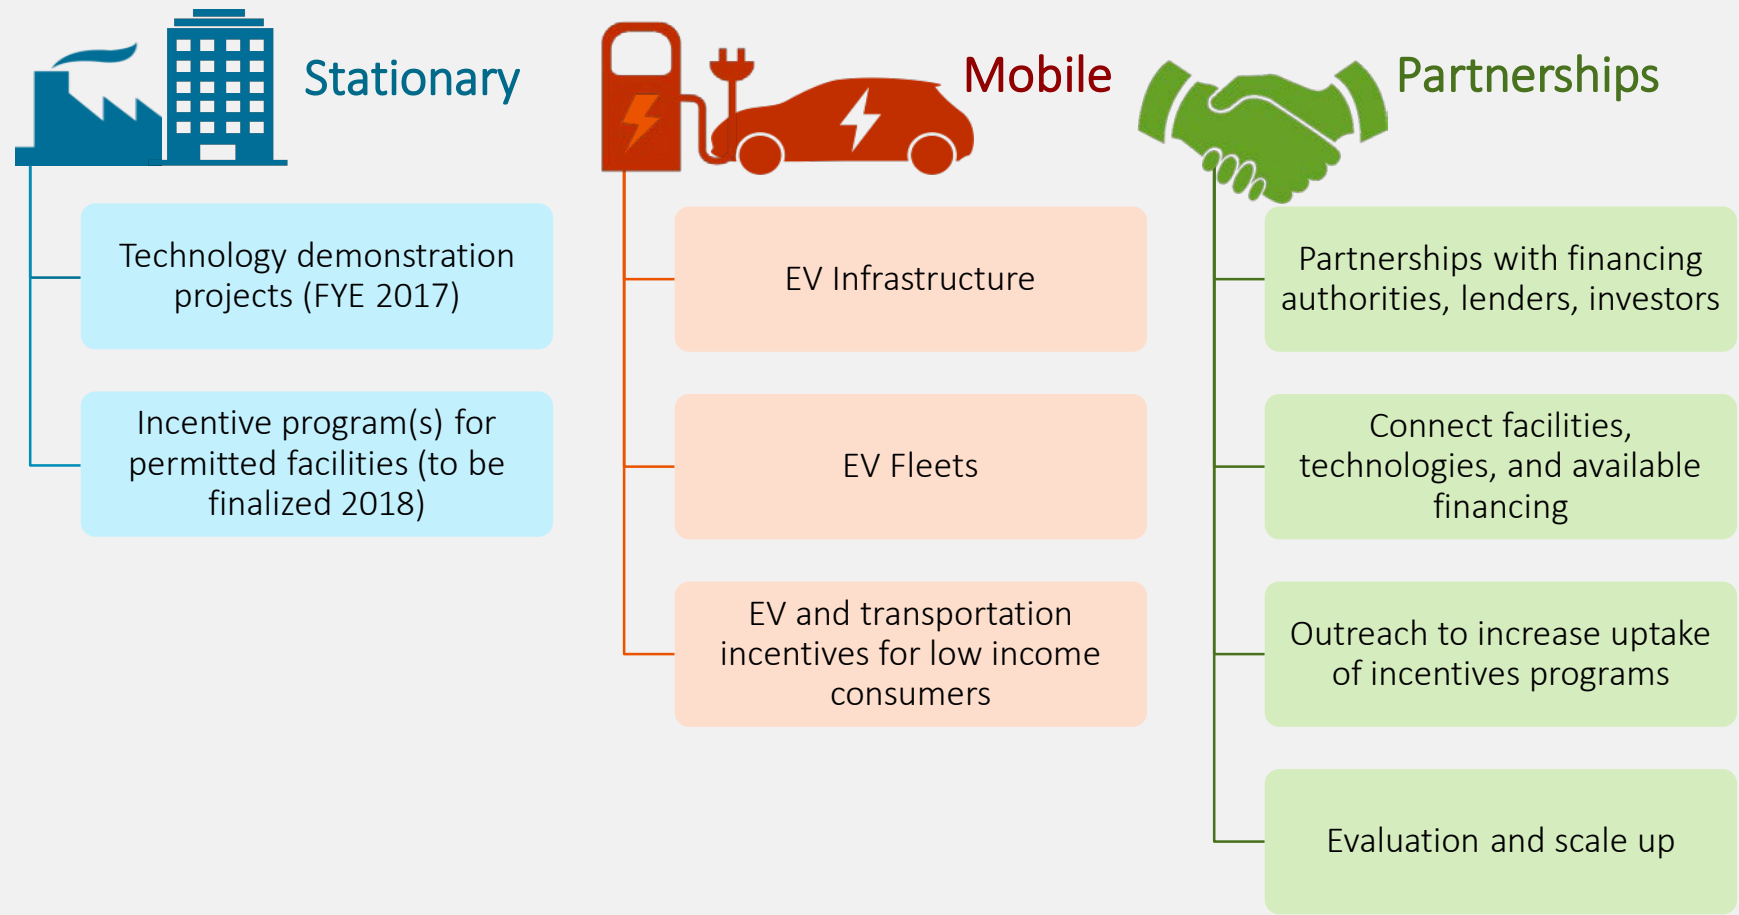 Stationary
Technology demonstration
projects (FYE 2017)
Incentive program(s) for
permitted facilities (to be
finalized 2018)
Mobile
EV Infrastructure
EV Fleets
EV and transportation
incentives for low income
consumers
Partnerships
Partnerships with financing
authorities, lenders, investors
Connect facilities,
technologies, and available
financing
Outreach to increase uptake
of incentives programs
Evaluation and scale up